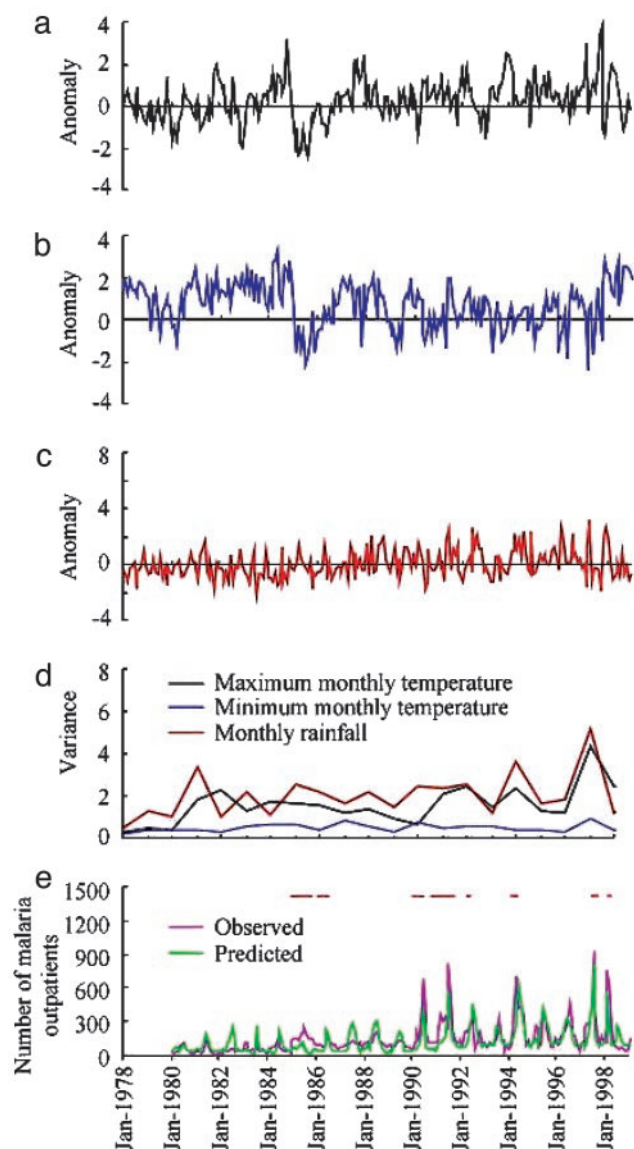 a
4
2
0
-2
-4
Anomaly
b
4
2
0
-2
-4
Anomaly
c
8
4
0
-4
Anomaly
d
8
6
4
2
0
Variance
Maximum monthly temperature
Minimum monthly temperature
Monthly rainfall
e
1500
1200
900
600
300
0
Number of malaria
outpatients
Observed
Predicted
Jan-1978
Jan-1980
Jan-1982
Jan-1984
Jan-1986
Jan-1988
Jan-1990
Jan-1992
Jan-1994
Jan-1996
Jan-1998